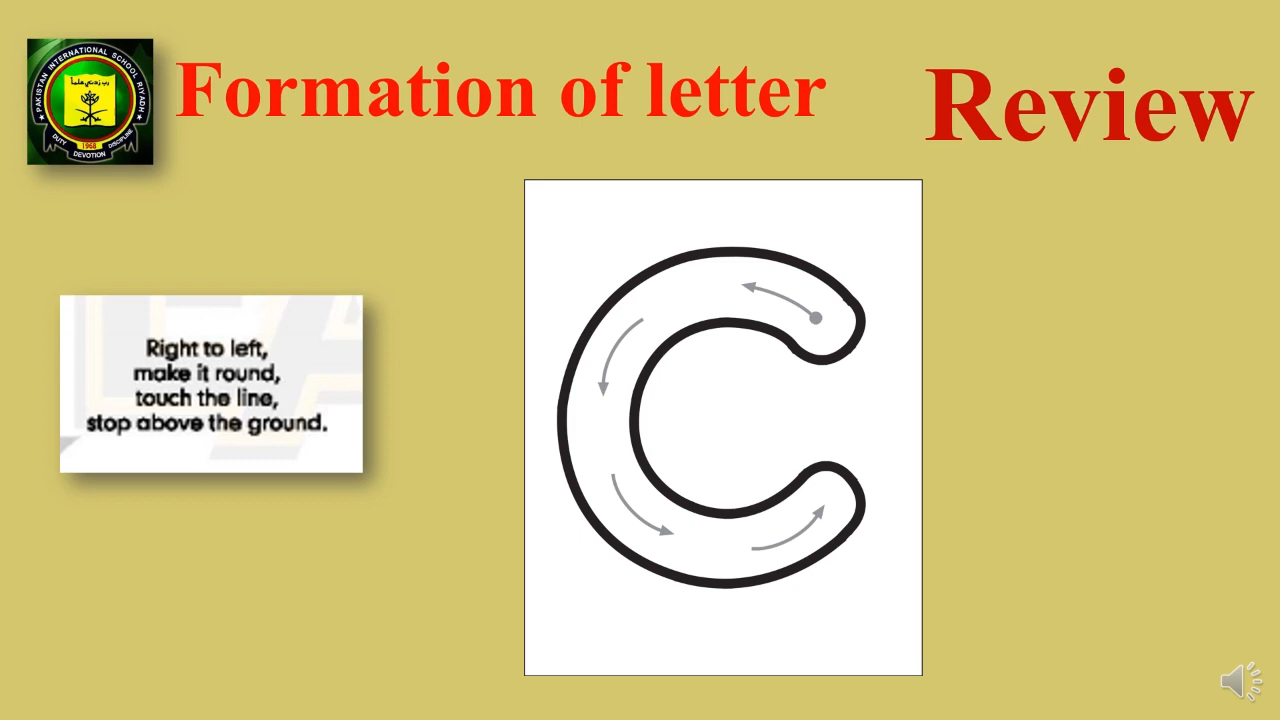 PAKISTAN INTERNATIONAL SCHOOL RIYADH
1968
DUTY DEVOTION DISCIPLINE
Formation of letter
Review
Right to left,
make it round,
touch the line,
stop above the ground.
C